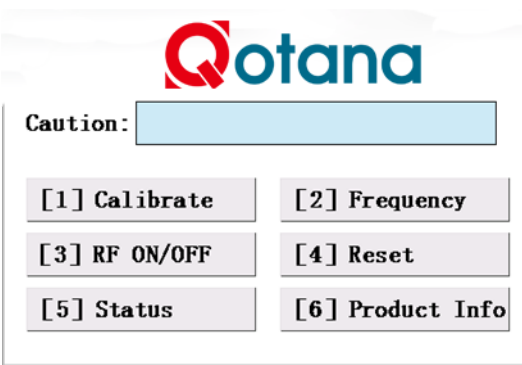 Qotana
Caution:
[1] Calibrate
[2] Frequency
[3] RF ON/OFF
[4] Reset
[5] Status
[6] Product Info